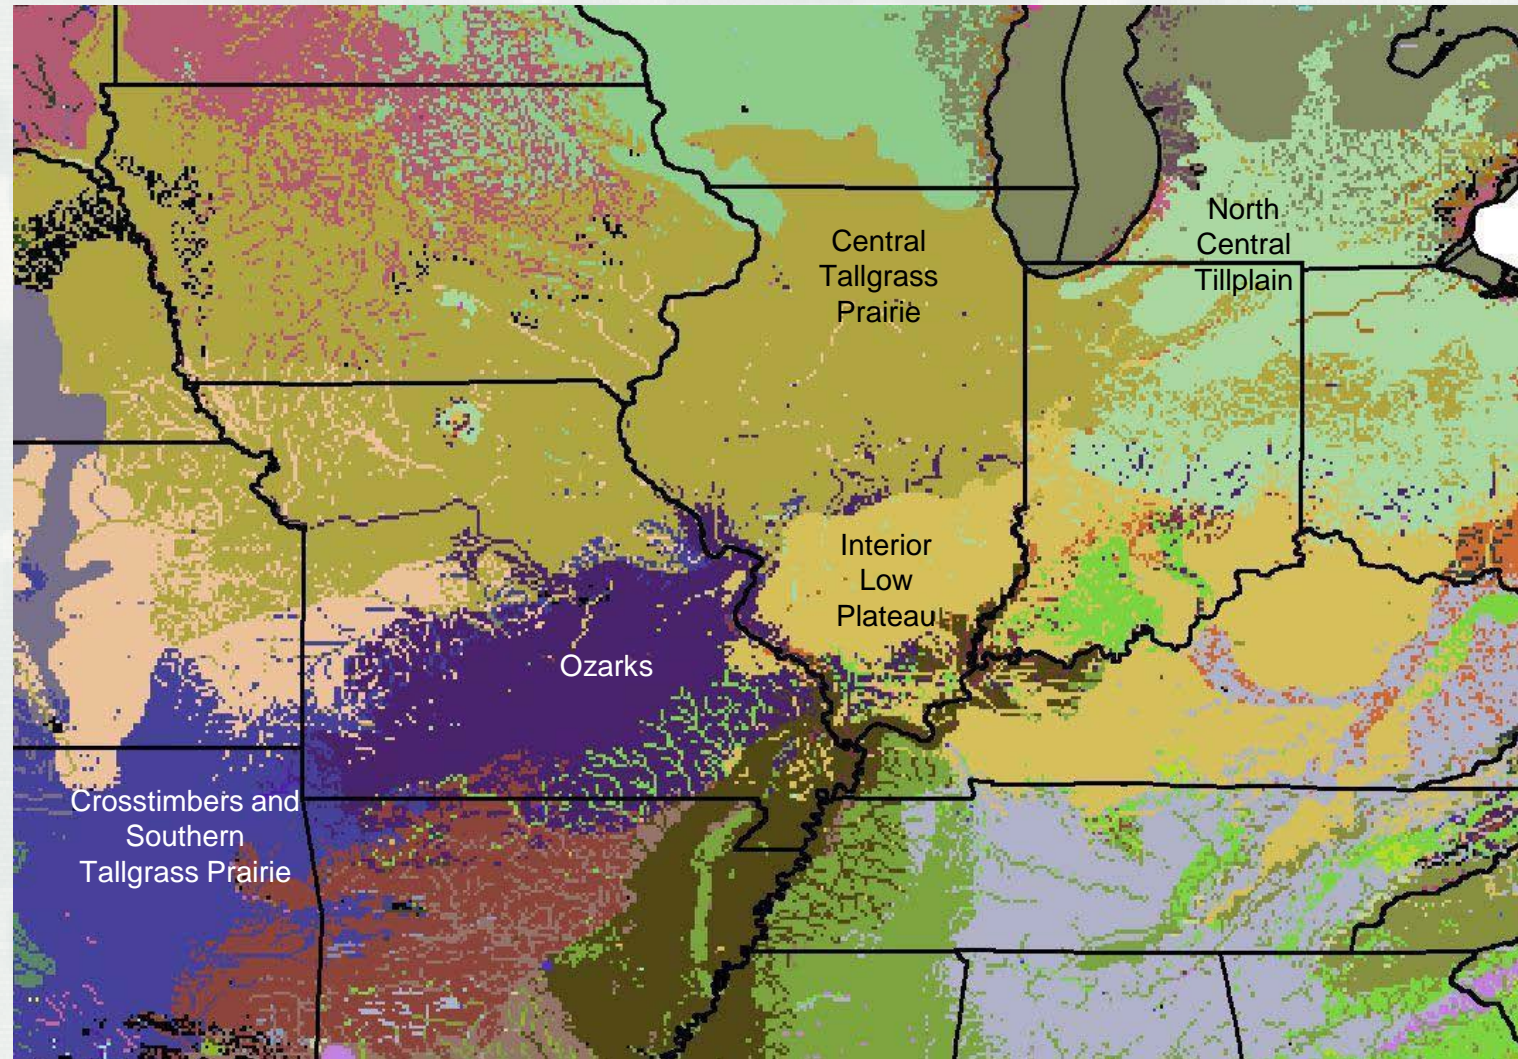 North
Central
Tillplain
Central
Tallgrass
Prairie
Interior
Low
Plateau
Ozarks
Crosstimbers and
Southern
Tallgrass Prairie